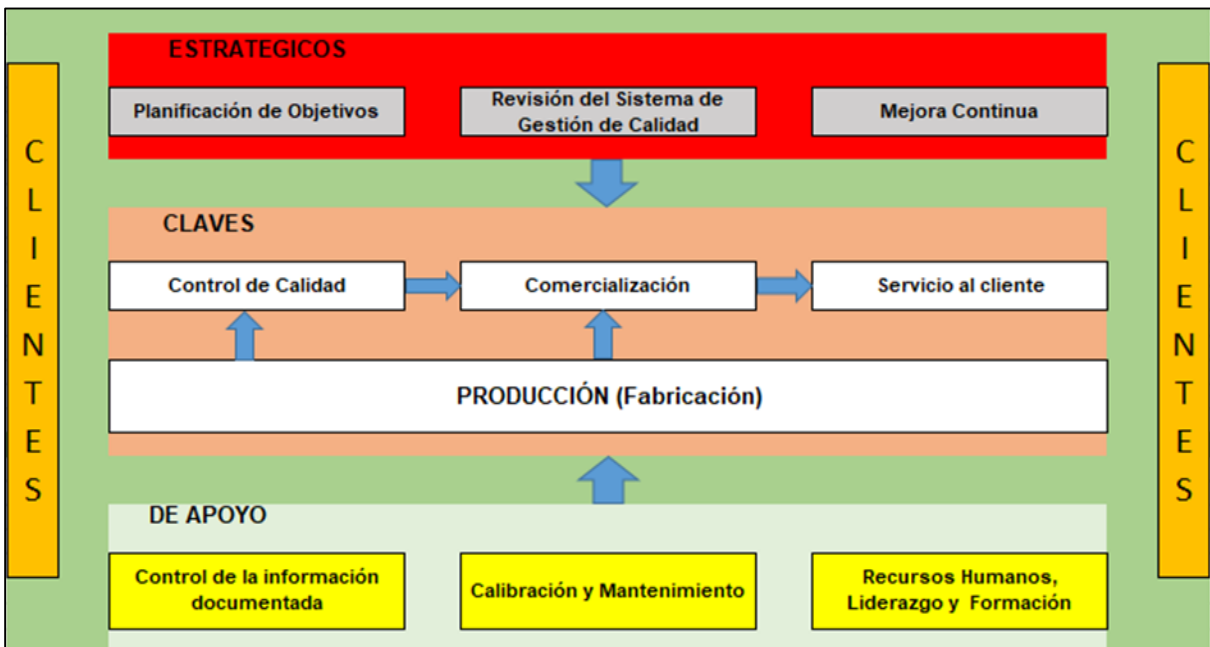 ESTRATEGICOS
Planificación de Objetivos
Revisión del Sistema de
Gestión de Calidad
Mejora Continua
CLIENTES
CLAVES
Control de Calidad
Comercialización
Servicio al cliente
PRODUCCIÓN (Fabricación)
DE APOYO
Control de la información
documentada
Calibración y Mantenimiento
Recursos Humanos,
Liderazgo y Formación
CLIENTES